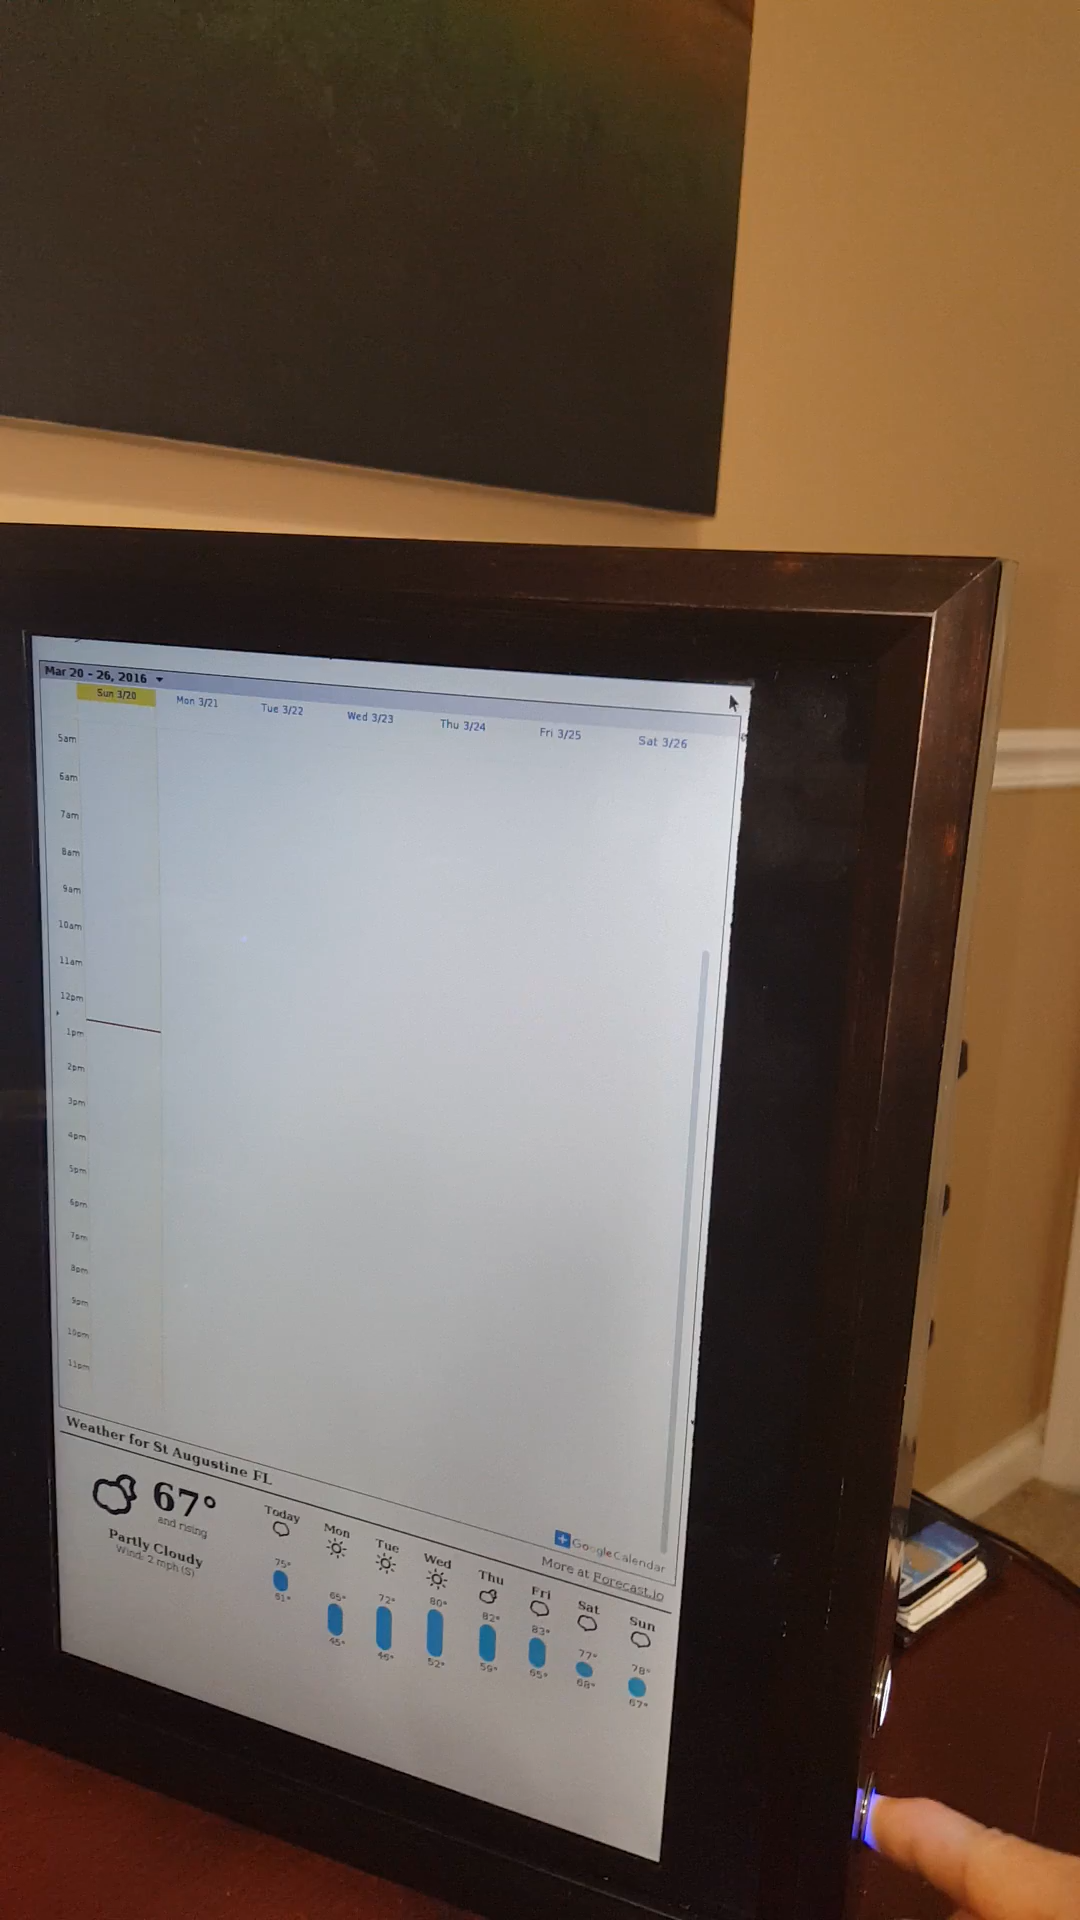 Mar 20 - 26, 2016
Sun 3/20 Mon 3/21 Tue 3/22 Wed 3/23 Thu 3/24 Fri 3/25 Sat 3/26
5am
6am
7am
8am
9am
10am
11am
12pm
1pm
2pm
3pm
4pm
5pm
6pm
7pm
8pm
9pm
10pm
11pm
GoogleCalendar
Weather for St Augustine FL
More at Forecast.io
67°
and rising
Partly Cloudy
Wind: 2 mph (S)
Today Mon Tue Wed Thu Fri Sat Sun
75° 65° 72° 80° 82° 83° 77° 78°
61° 45° 46° 52° 59° 65° 68° 67°